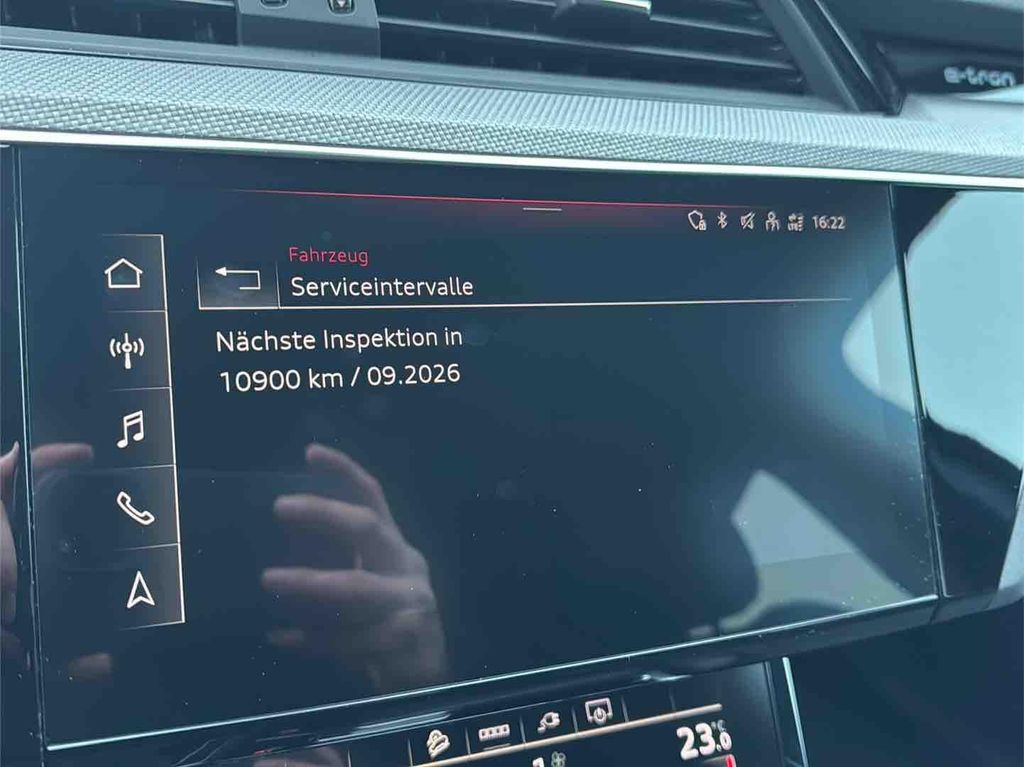 e-tron
16:22
Fahrzeug
Serviceintervalle
Nächste Inspektion in
10900 km / 09.2026
23.0 °C